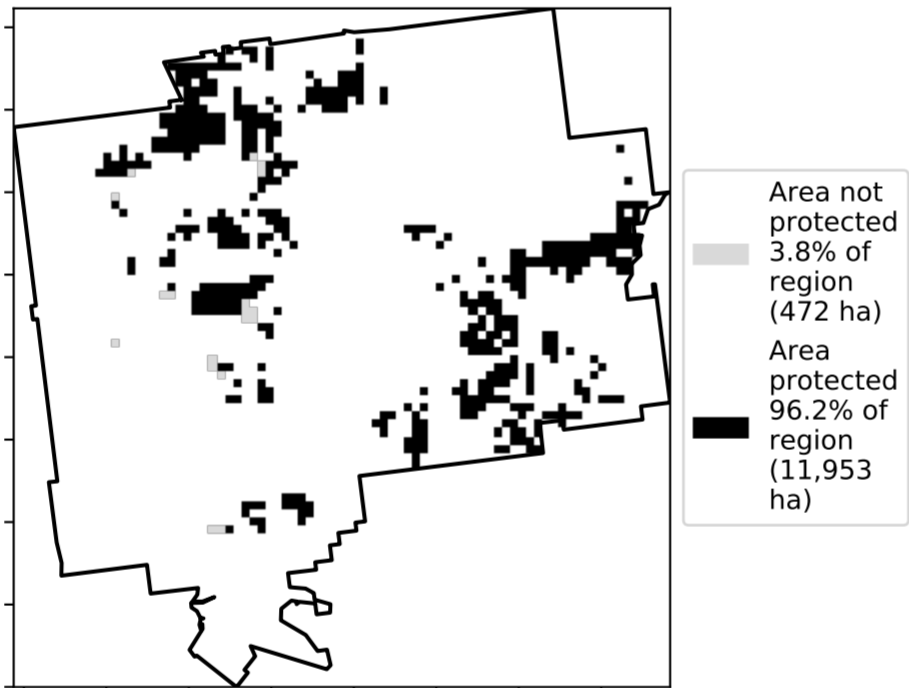 Area not
protected
3.8% of
region
(472 ha)
Area
protected
96.2% of
region
(11,953
ha)